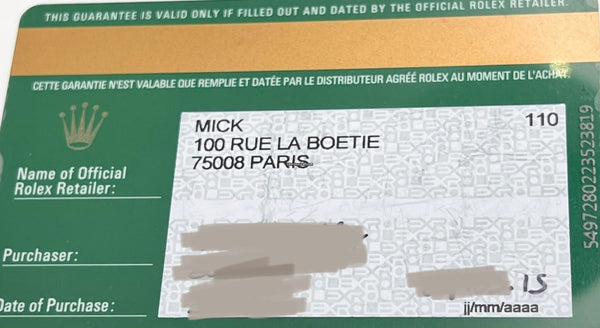 THIS GUARANTEE IS VALID ONLY IF FILLED OUT AND DATED BY THE OFFICIAL ROLEX RETAILER.
CETTE GARANTIE N'EST VALABLE QUE REMPLIE ET DATÉE PAR LE DISTRIBUTEUR AGRÉÉ ROLEX AU MOMENT DE L'ACHAT.
MICK 110
100 RUE LA BOETIE
75008 PARIS
Name of Official
Rolex Retailer:
Purchaser:
Date of Purchase:
.15
jj/mm/aaaa
5497280223523819